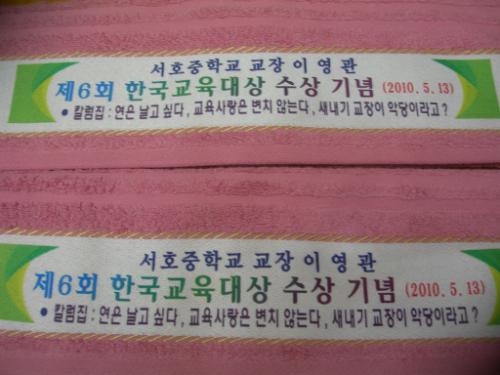 서호중학교 교장 이영관
제6회 한국교육대상 수상 기념 (2010.5.13)
• 칼럼집 : 연은 날고 싶다, 교육사랑은 변치 않는다, 새내기 교장이 악당이라고?
서호중학교 교장 이영관
제6회 한국교육대상 수상 기념 (2010.5.13)
• 칼럼집 : 연은 날고 싶다, 교육사랑은 변치 않는다, 새내기 교장이 악당이라고?